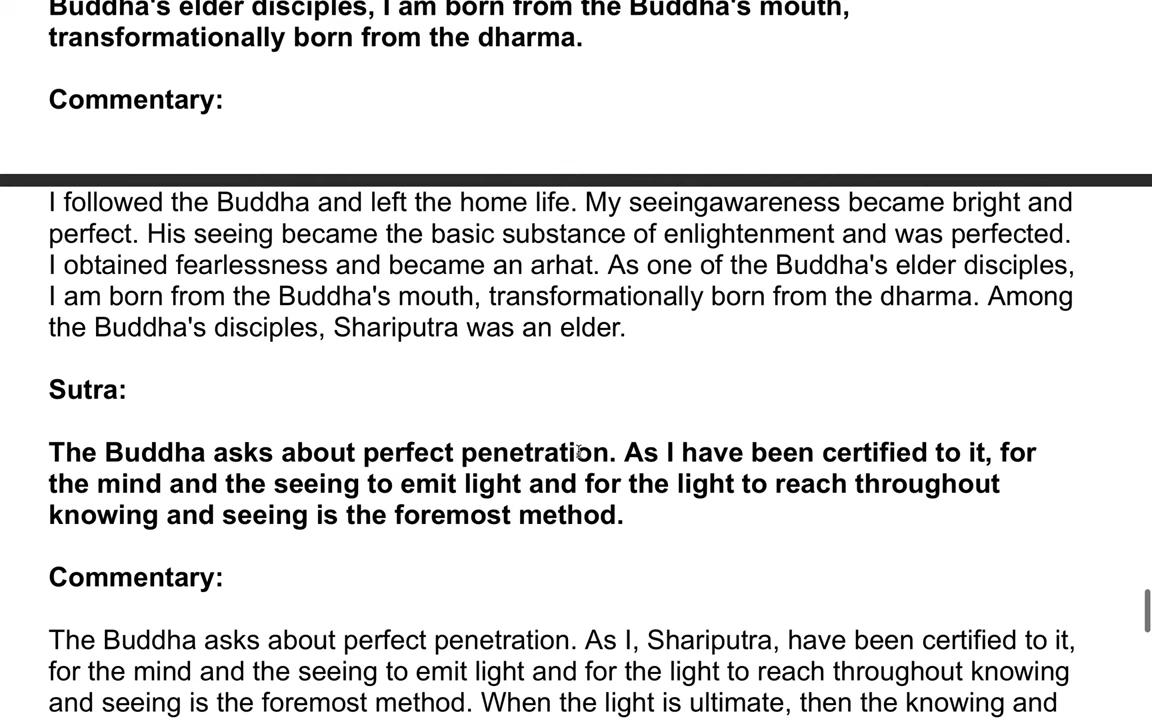 Buddha's elder disciples, I am born from the Buddha's mouth,
transformationally born from the dharma.
Commentary:
I followed the Buddha and left the home life. My seeingawareness became bright and
perfect. His seeing became the basic substance of enlightenment and was perfected.
I obtained fearlessness and became an arhat. As one of the Buddha's elder disciples,
I am born from the Buddha's mouth, transformationally born from the dharma. Among
the Buddha's disciples, Shariputra was an elder.
Sutra:
The Buddha asks about perfect penetration. As I have been certified to it, for
the mind and the seeing to emit light and for the light to reach throughout
knowing and seeing is the foremost method.
Commentary:
The Buddha asks about perfect penetration. As I, Shariputra, have been certified to it,
for the mind and the seeing to emit light and for the light to reach throughout knowing
and seeing is the foremost method. When the light is ultimate, then the knowing and